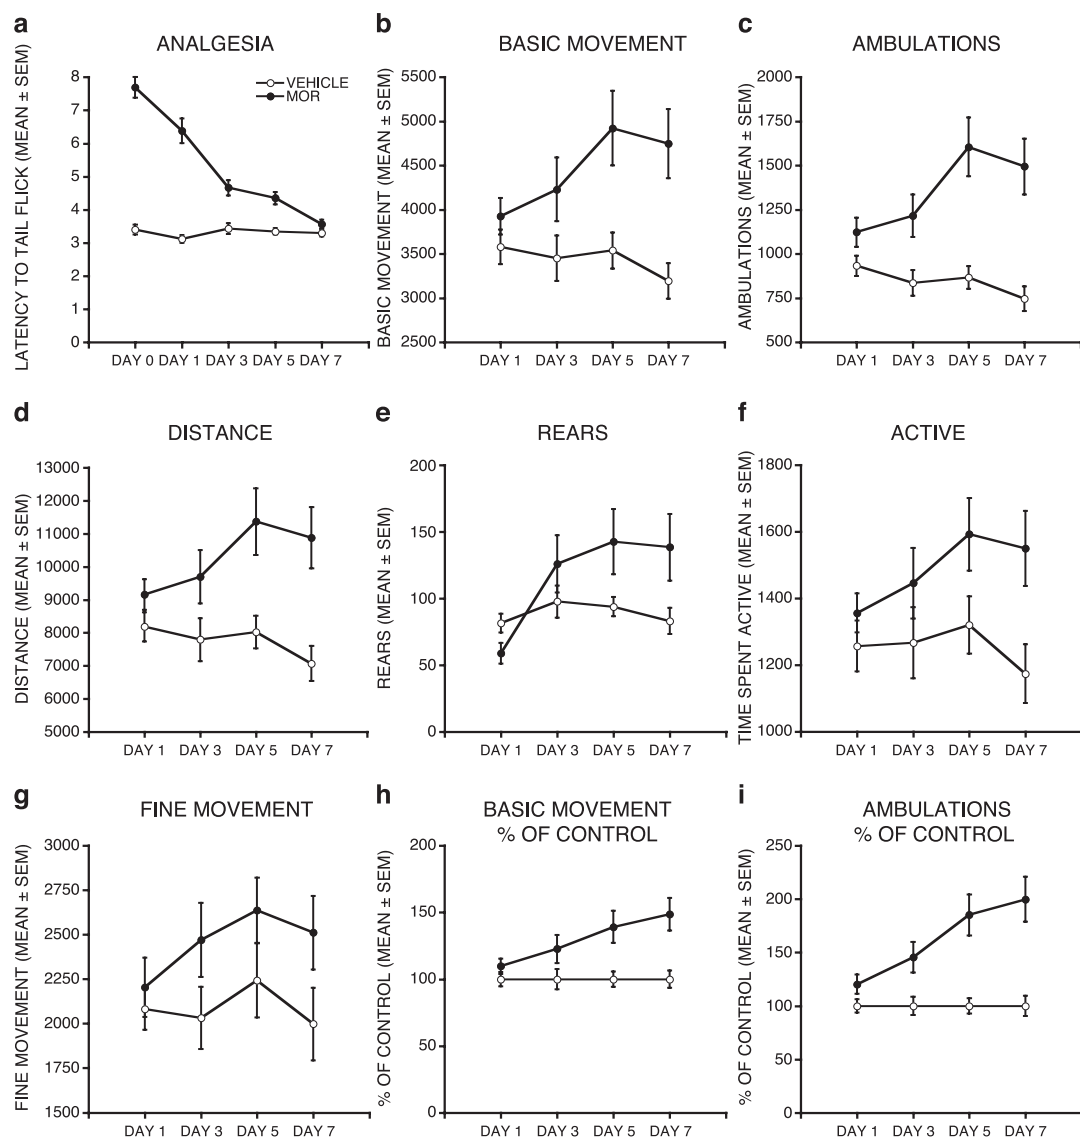 a
ANALGESIA
LATENCY TO TAIL FLICK (MEAN ± SEM)
8
7
6
5
4
3
2
1
0
VEHICLE
MOR
DAY 0 DAY 1 DAY 3 DAY 5 DAY 7
b
BASIC MOVEMENT
BASIC MOVEMENT (MEAN ± SEM)
5500
5000
4500
4000
3500
3000
2500
DAY 1 DAY 3 DAY 5 DAY 7
c
AMBULATIONS
AMBULATIONS (MEAN ± SEM)
2000
1750
1500
1250
1000
750
500
DAY 1 DAY 3 DAY 5 DAY 7
d
DISTANCE
DISTANCE (MEAN ± SEM)
13000
12000
11000
10000
9000
8000
7000
6000
5000
DAY 1 DAY 3 DAY 5 DAY 7
e
REARS
REARS (MEAN ± SEM)
200
150
100
50
0
DAY 1 DAY 3 DAY 5 DAY 7
f
ACTIVE
TIME SPENT ACTIVE (MEAN ± SEM)
1800
1600
1400
1200
1000
DAY 1 DAY 3 DAY 5 DAY 7
g
FINE MOVEMENT
FINE MOVEMENT (MEAN ± SEM)
3000
2750
2500
2250
2000
1750
1500
DAY 1 DAY 3 DAY 5 DAY 7
h
BASIC MOVEMENT
% OF CONTROL
% OF CONTROL (MEAN ± SEM)
200
150
100
50
0
DAY 1 DAY 3 DAY 5 DAY 7
i
AMBULATIONS
% OF CONTROL
% OF CONTROL (MEAN ± SEM)
250
200
150
100
50
0
DAY 1 DAY 3 DAY 5 DAY 7